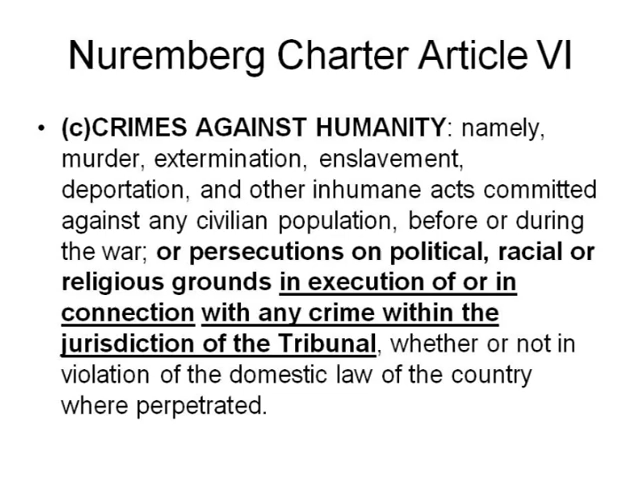 Nuremberg Charter Article VI
• (c)CRIMES AGAINST HUMANITY: namely,
murder, extermination, enslavement,
deportation, and other inhumane acts committed
against any civilian population, before or during
the war; or persecutions on political, racial or
religious grounds in execution of or in
connection with any crime within the
jurisdiction of the Tribunal, whether or not in
violation of the domestic law of the country
where perpetrated.